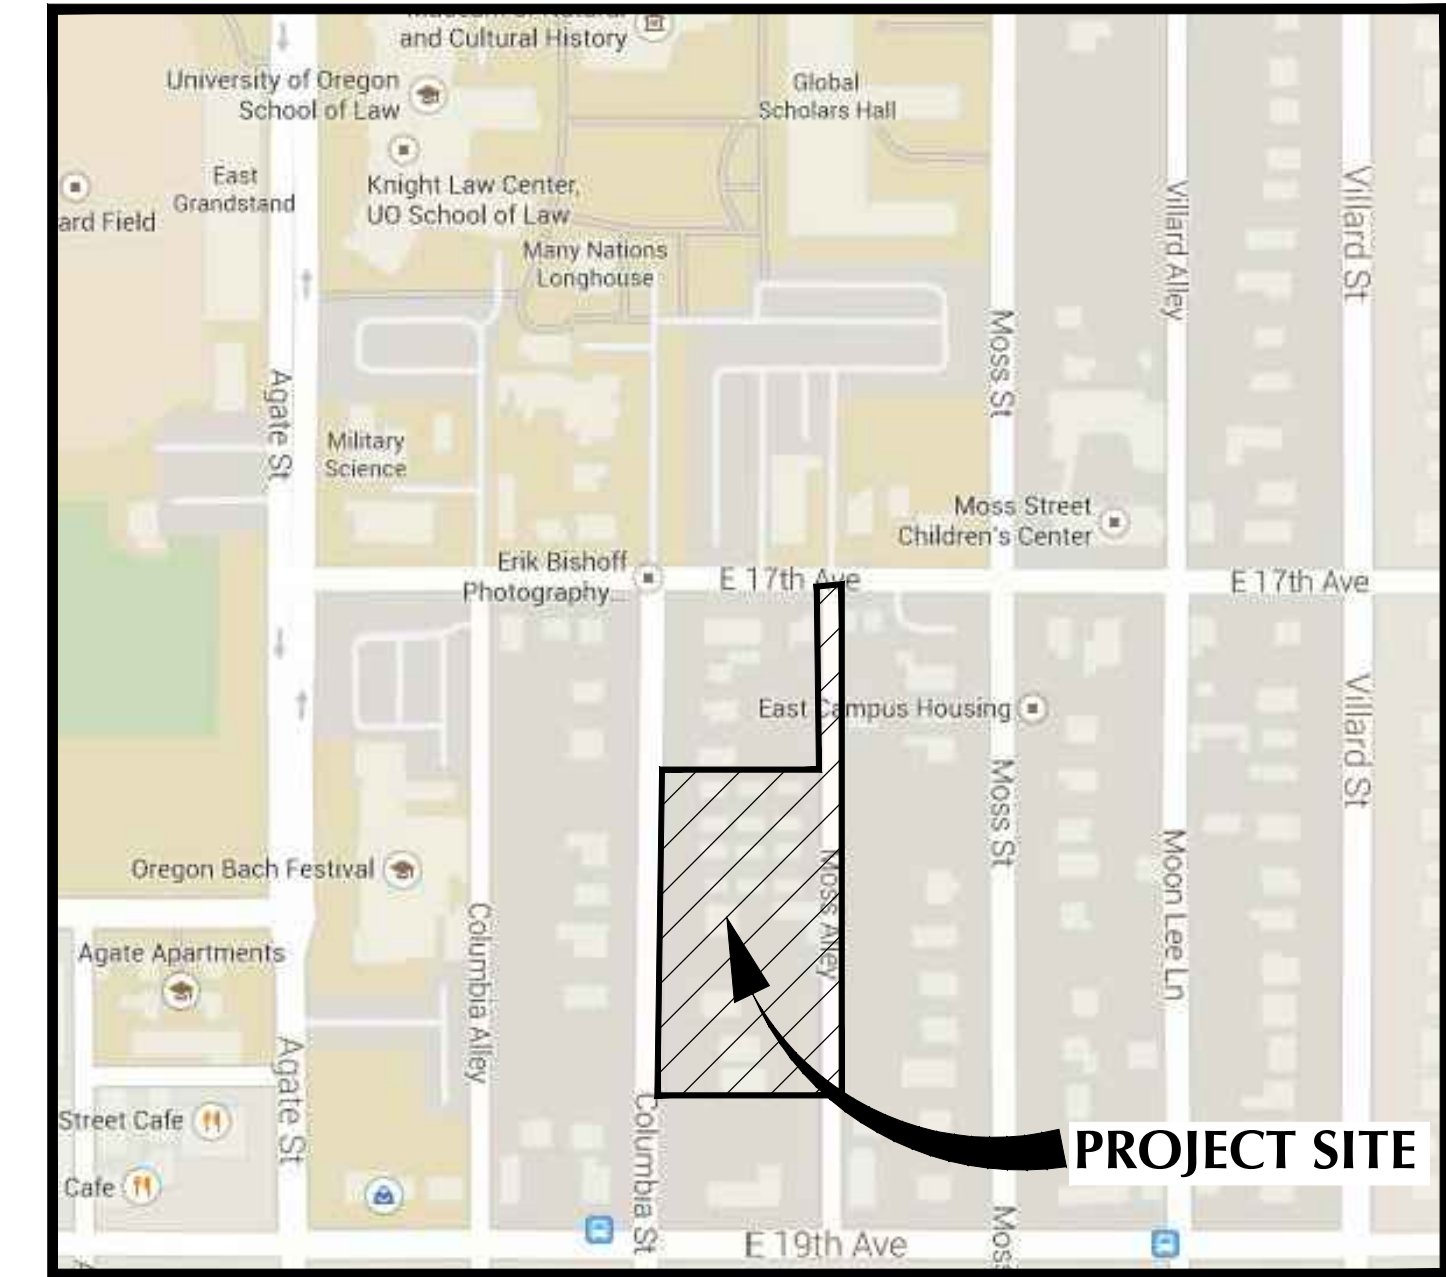 and Cultural History
University of Oregon
School of Law
Global
Scholars Hall
East
Grandstand
Knight Law Center,
UO School of Law
ard Field
Many Nations
Longhouse
Villard Alley
Villard St
Moss St
Agate St
Military
Science
Moss Street
Children's Center
Erik Bishoff
Photography...
E 17th Ave
E 17th Ave
East Campus Housing
Villard St
Moss St
Oregon Bach Festival
Moss Alley
Moon Lee Ln
Columbia Alley
Agate Apartments
Agate St
Street Cafe
Columbia St
PROJECT SITE
Cafe
E 19th Ave
Moss